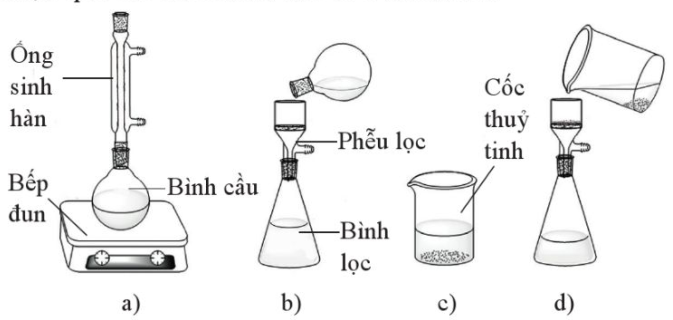 Ống
sinh
hàn
Bếp
đun
Bình cầu
Phễu lọc
Bình
lọc
Cốc
thuỷ
tinh
a)
b)
c)
d)